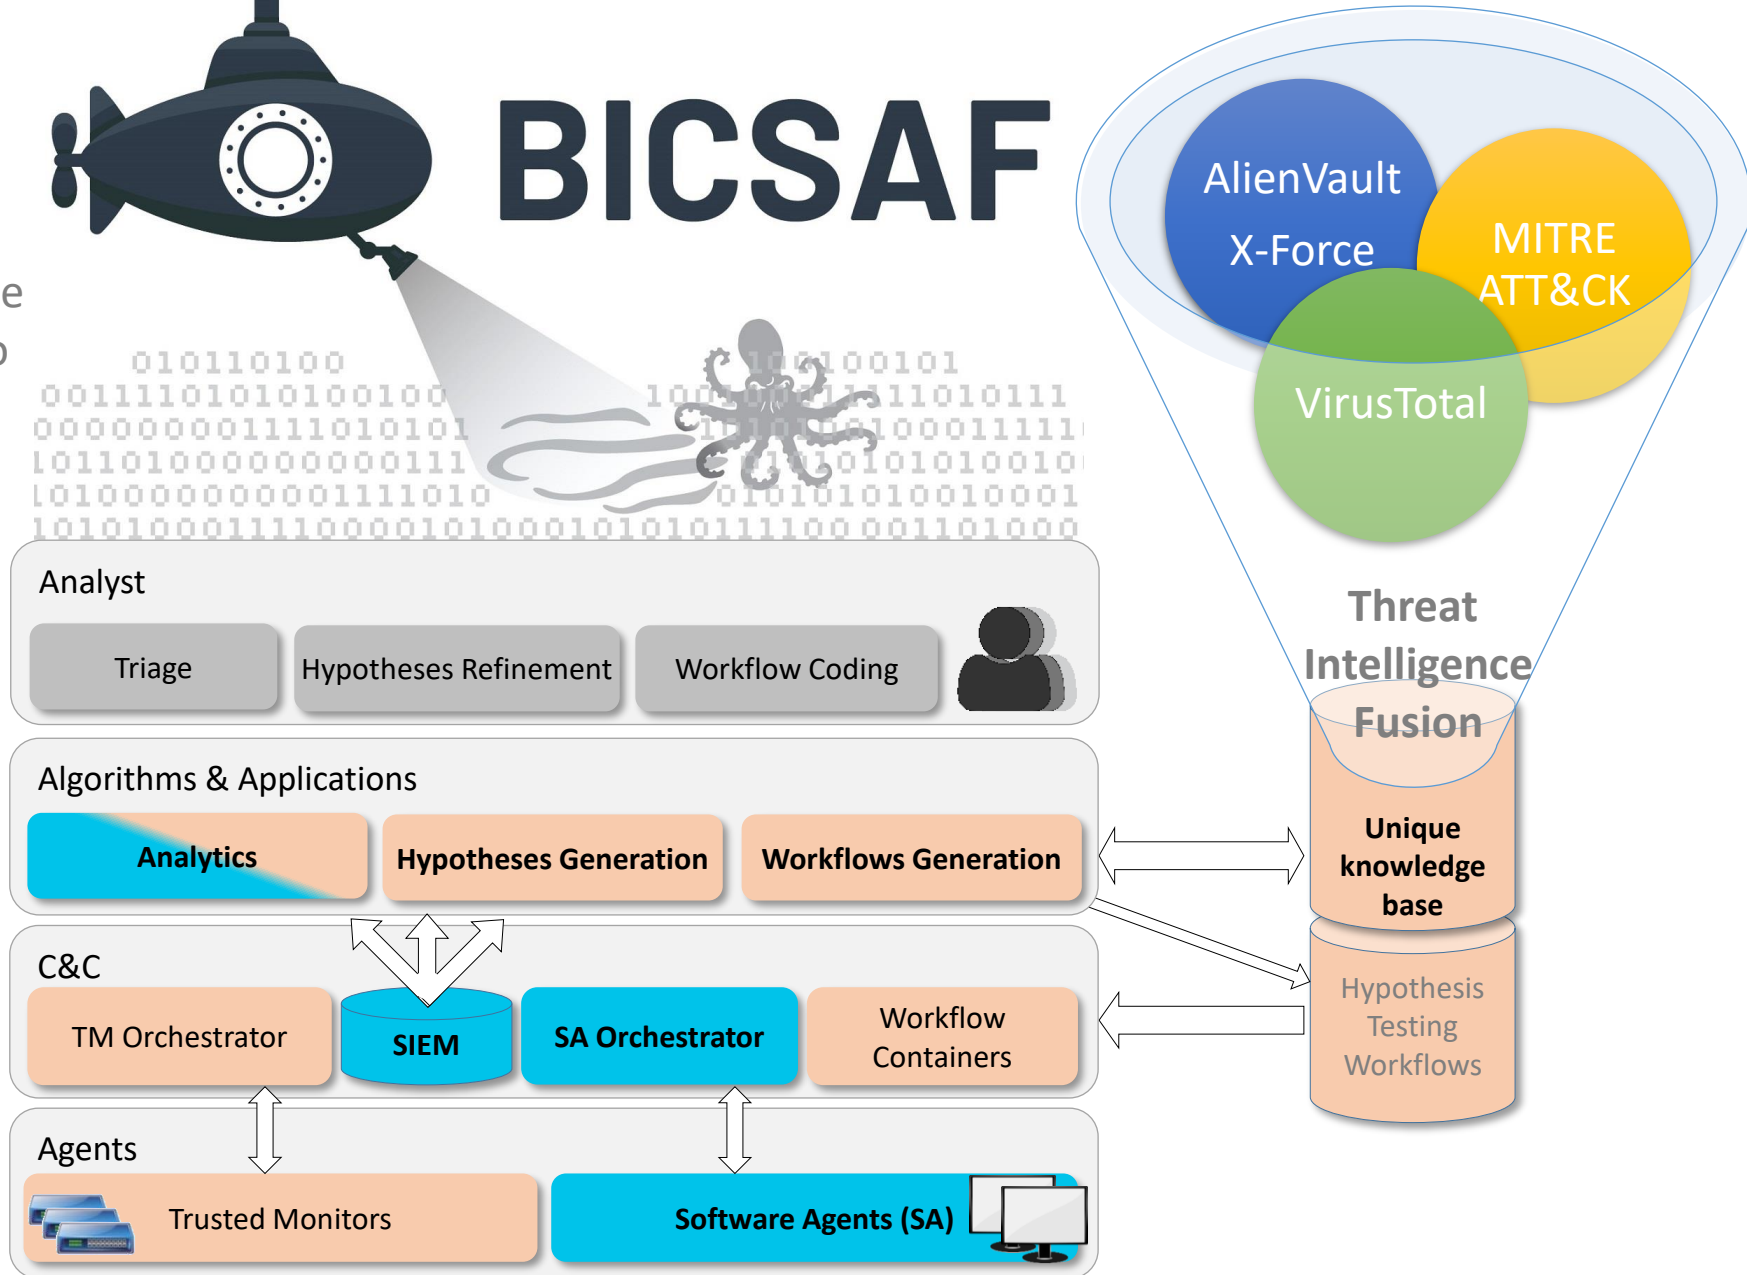 BICSAF
e
010110100
100100101
Analyst
Triage
Hypotheses Refinement
Workflow Coding
Algorithms & Applications
Analytics
Hypotheses Generation
Workflows Generation
C&C
TM Orchestrator
SIEM
SA Orchestrator
Workflow
Containers
Agents
Trusted Monitors
Software Agents (SA)
AlienVault
X-Force
MITRE
ATT&CK
VirusTotal
Threat
Intelligence
Fusion
Unique
knowledge
base
Hypothesis
Testing
Workflows